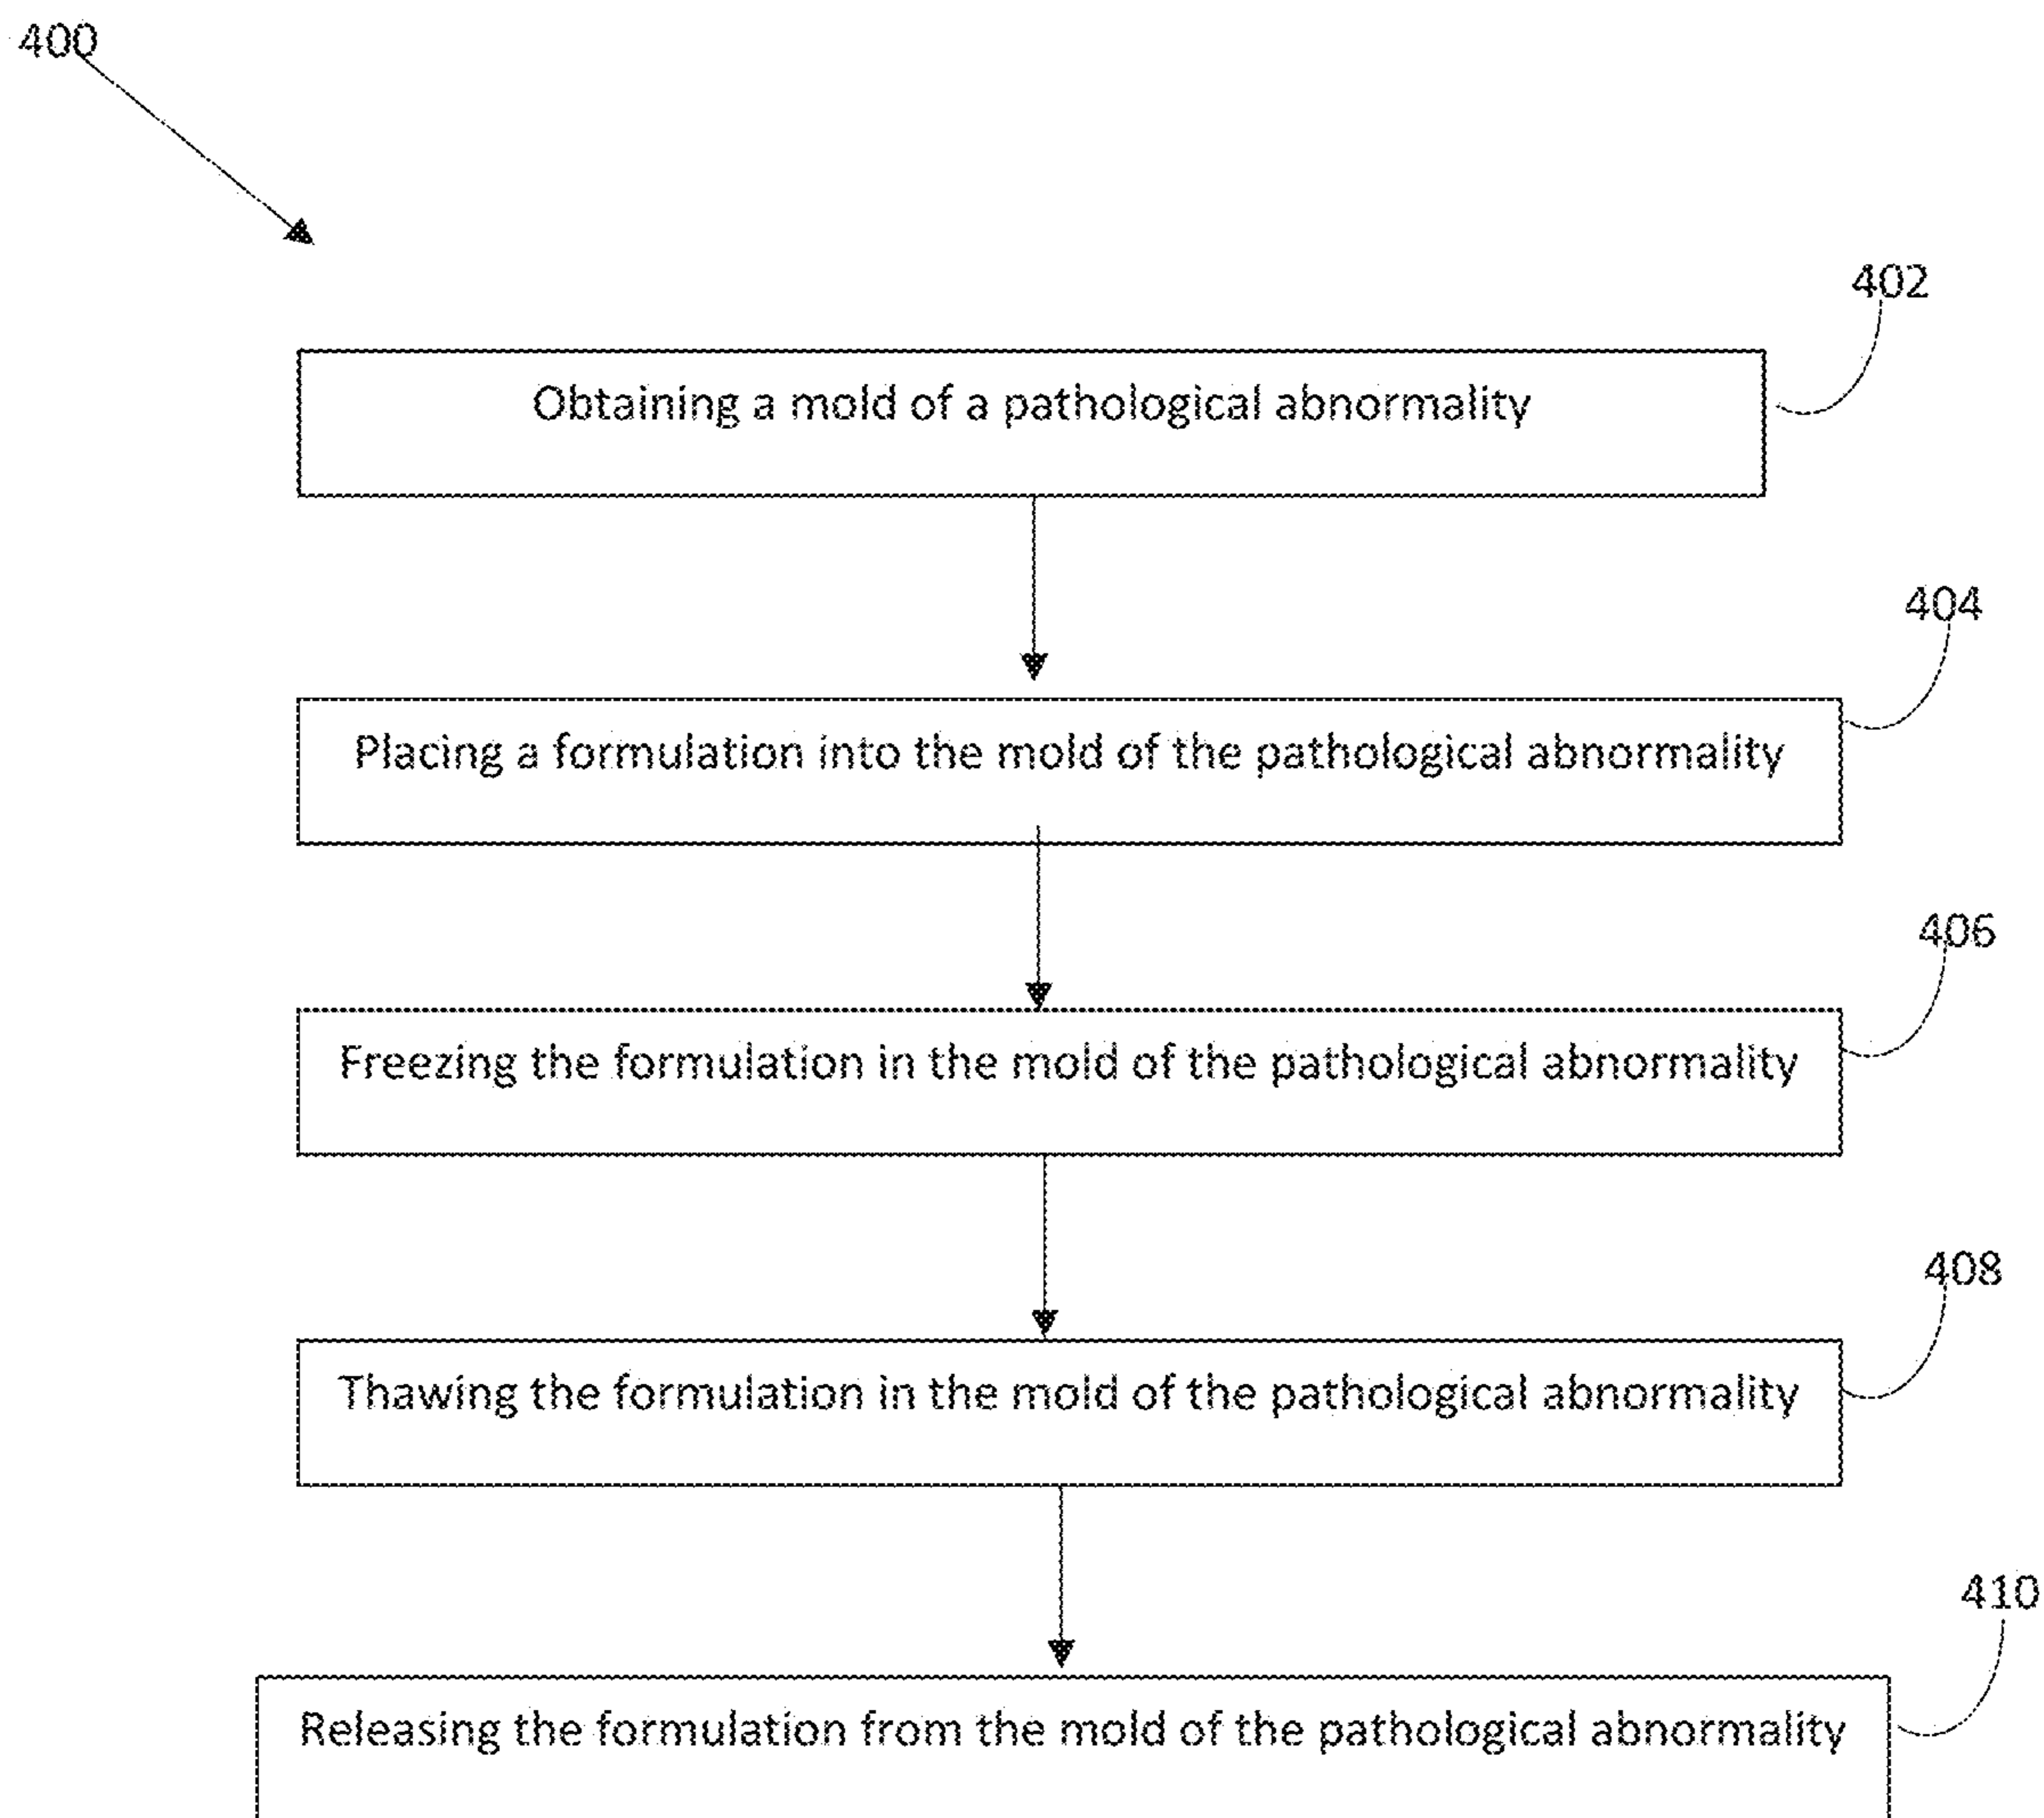 400
402
Obtaining a mold of a pathological abnormality
404
Placing a formulation into the mold of the pathological abnormality
406
Freezing the formulation in the mold of the pathological abnormality
408
Thawing the formulation in the mold of the pathological abnormality
410
Releasing the formulation from the mold of the pathological abnormality